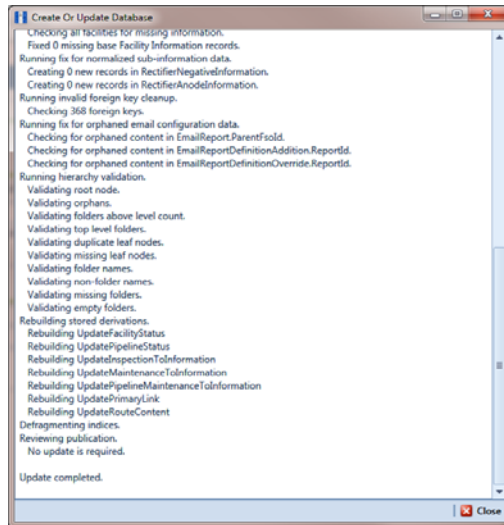 Create Or Update Database
Checking all facilities for missing information.
Fixed 0 missing base Facility Information records.
Running fix for normalized sub-information data.
Creating 0 new records in RectifierNegativeInformation.
Creating 0 new records in RectifierAnodeInformation.
Running invalid foreign key cleanup.
Checking 368 foreign keys.
Running fix for orphaned email configuration data.
Checking for orphaned content in EmailReport.ParentFsoId.
Checking for orphaned content in EmailReportDefinitionAddition.ReportId.
Checking for orphaned content in EmailReportDefinitionOverride.ReportId.
Running hierarchy validation.
Validating root node.
Validating orphans.
Validating folders above level count.
Validating top level folders.
Validating duplicate leaf nodes.
Validating missing leaf nodes.
Validating folder names.
Validating non-folder names.
Validating missing folders.
Validating empty folders.
Rebuilding stored derivations.
Rebuilding UpdateFacilityStatus
Rebuilding UpdatePipelineStatus
Rebuilding UpdateInspectionToInformation
Rebuilding UpdateMaintenanceToInformation
Rebuilding UpdatePipelineMaintenanceToInformation
Rebuilding UpdatePrimaryLink
Rebuilding UpdateRouteContent
Defragmenting indices.
Reviewing publication.
No update is required.
Update completed.
Close